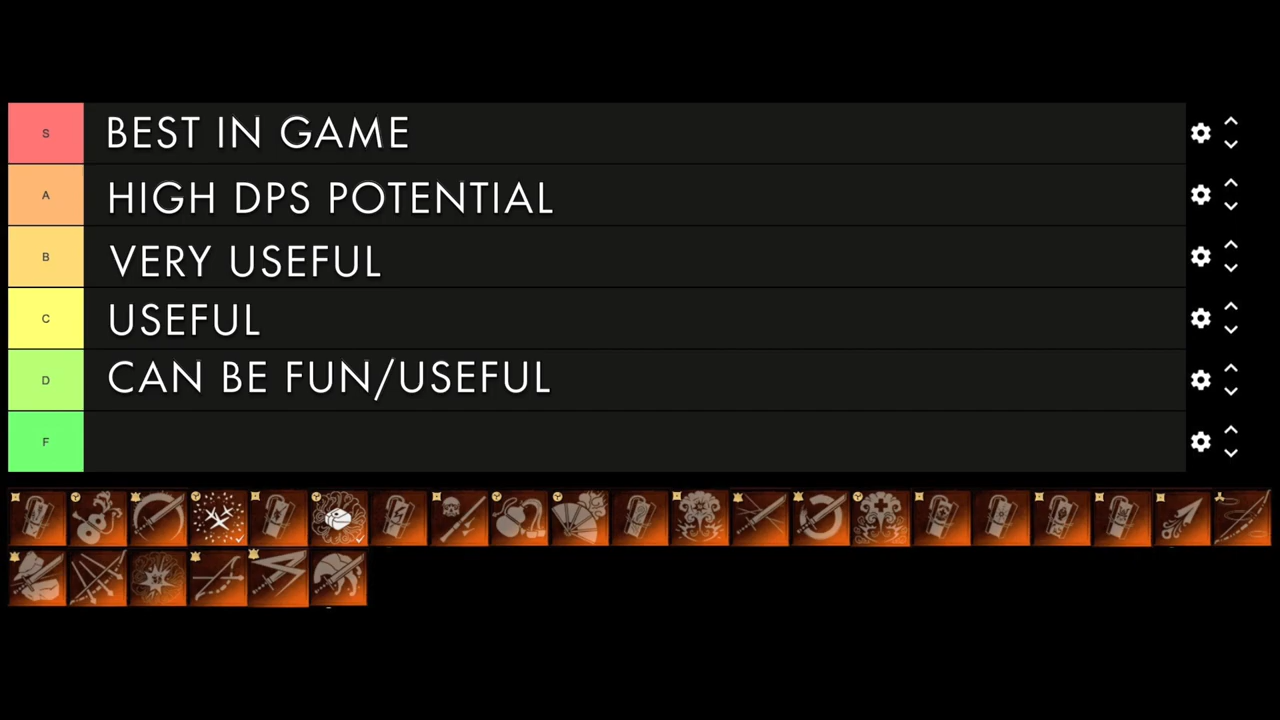 S
BEST IN GAME
A
HIGH DPS POTENTIAL
B
VERY USEFUL
C
USEFUL
D
CAN BE FUN/USEFUL
F